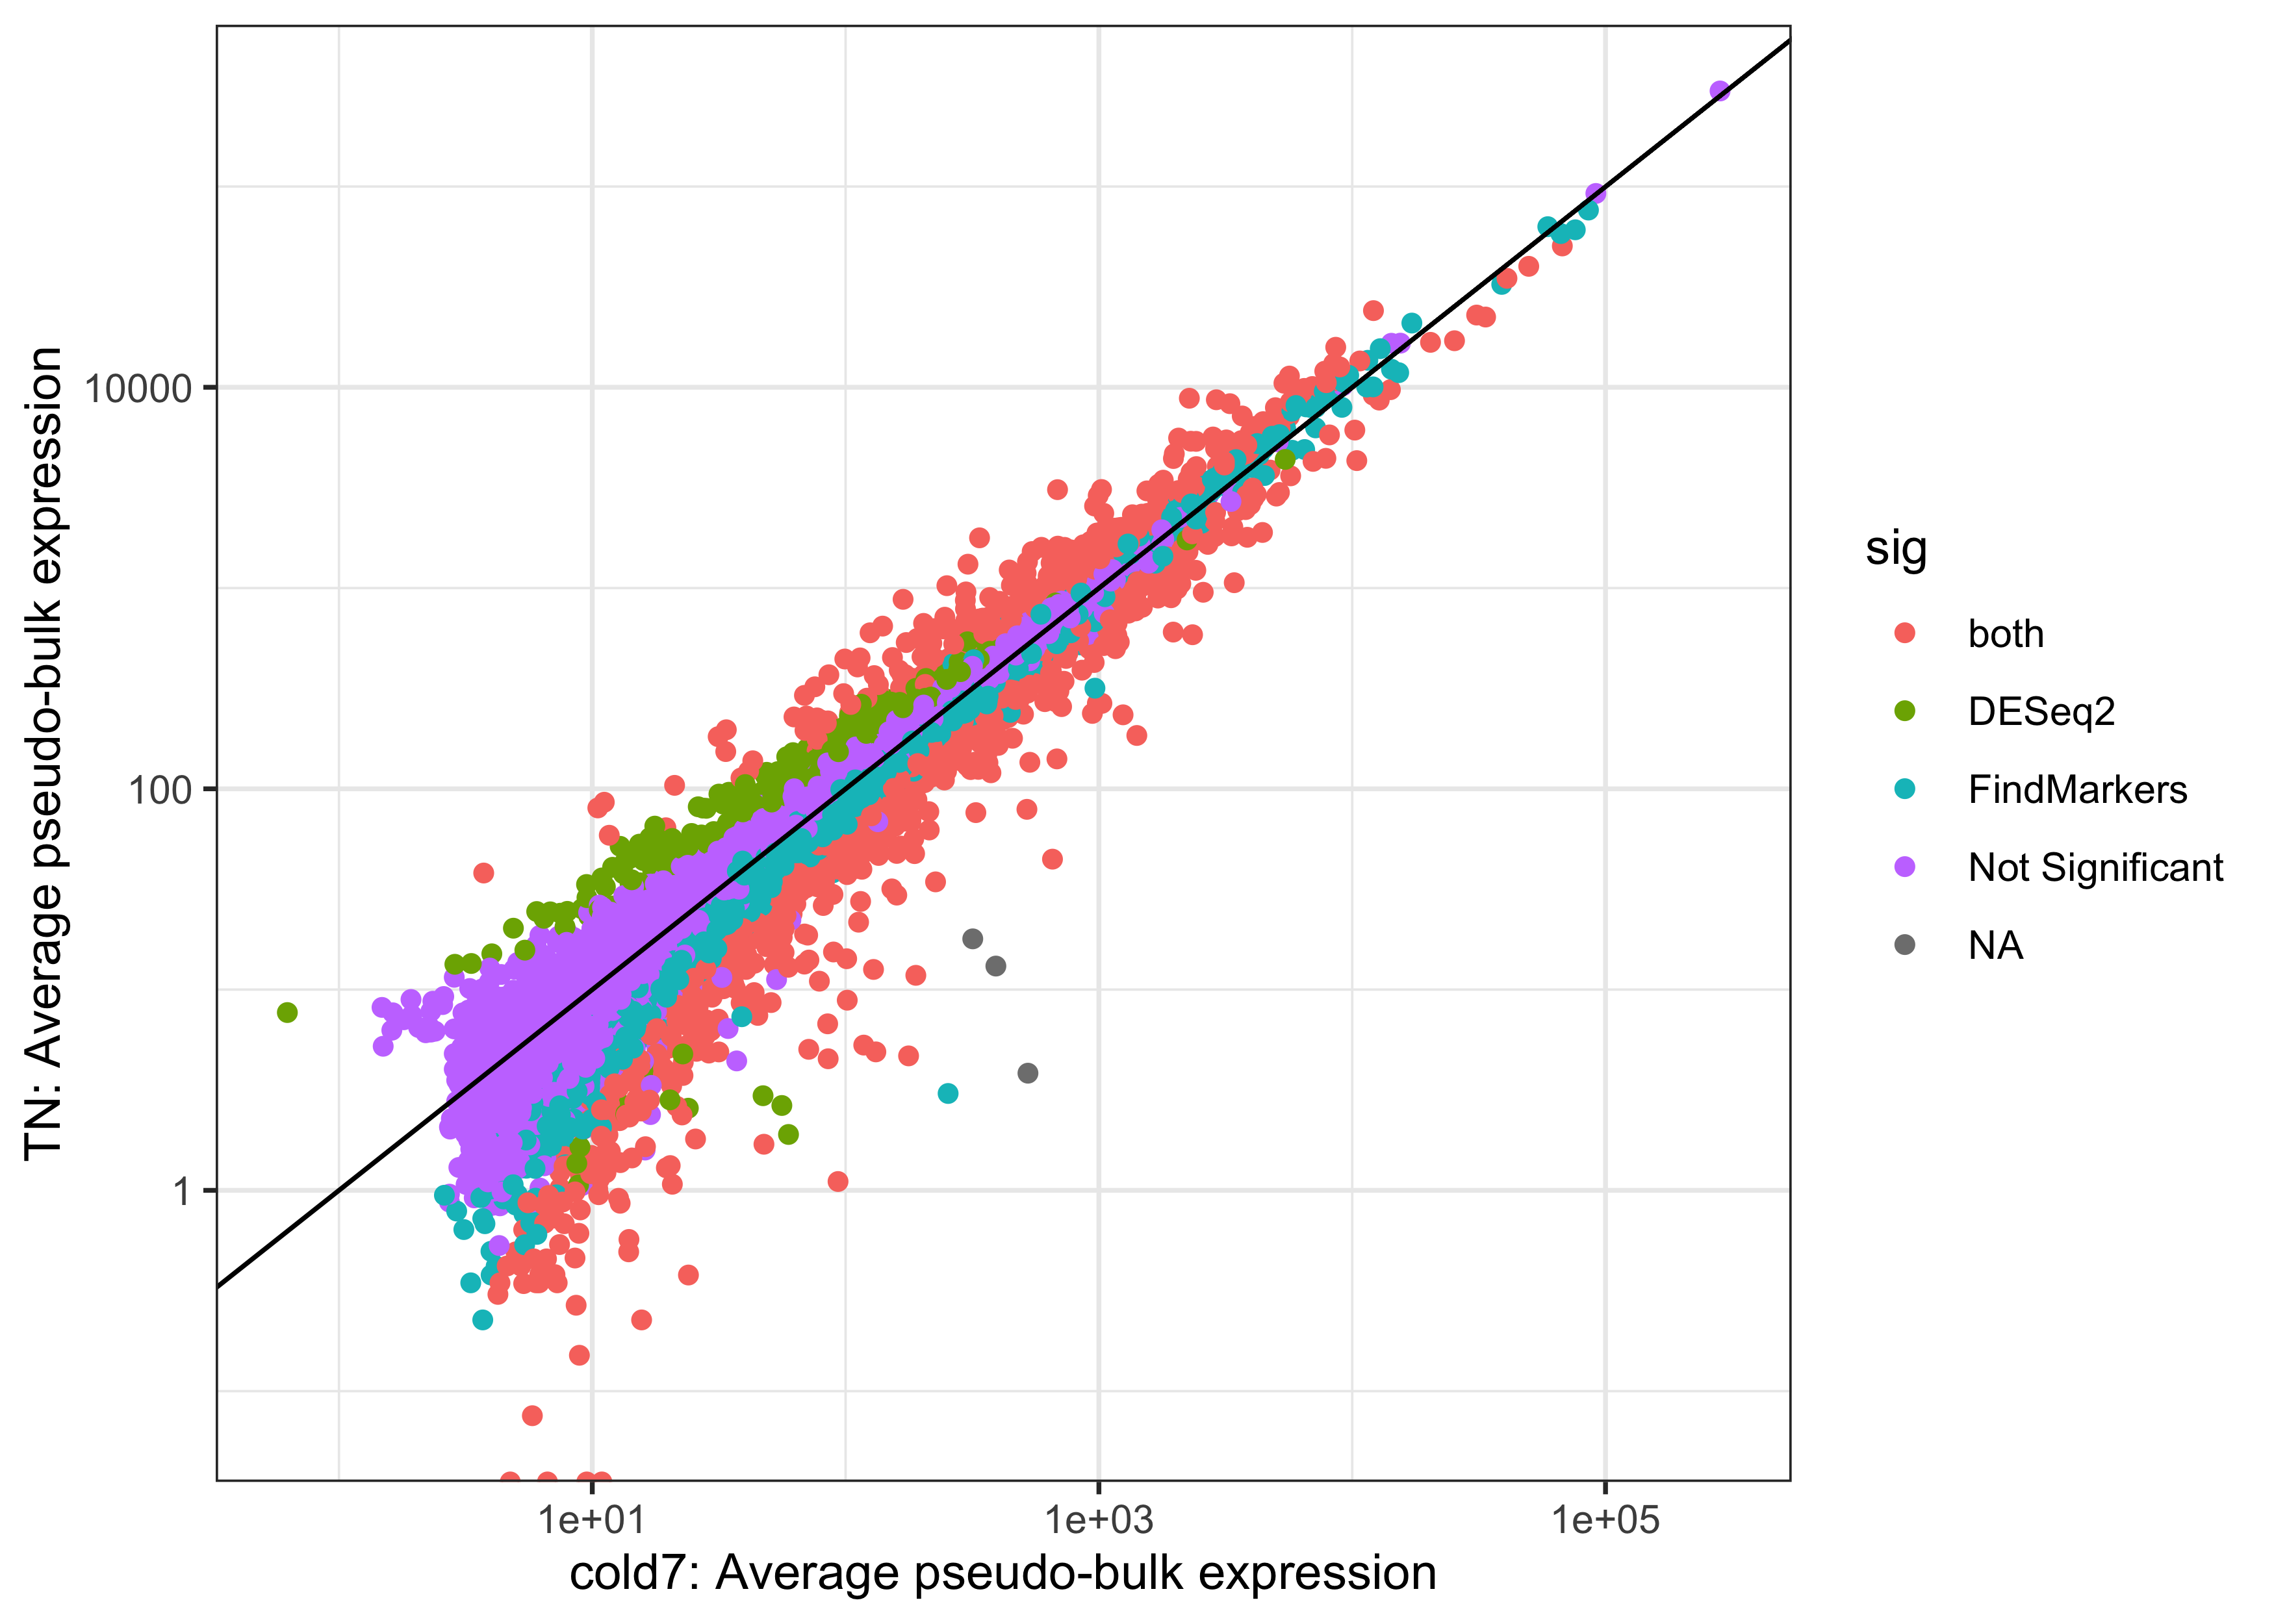 TN: Average pseudo-bulk expression
10000
100
1
1e+01
1e+03
1e+05
cold7: Average pseudo-bulk expression
sig
both
DESeq2
FindMarkers
Not Significant
NA